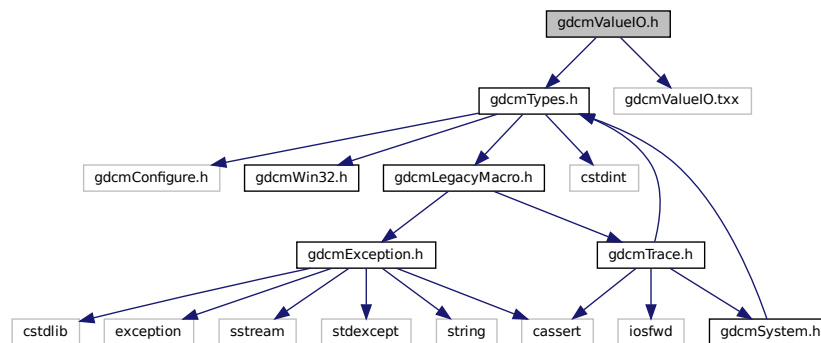 gdcmValueIO.h
gdcmTypes.h
gdcmValueIO.txx
gdcmConfigure.h
gdcmWin32.h
gdcmLegacyMacro.h
cstdint
gdcmException.h
gdcmTrace.h
cstdlib
exception
sstream
stdexcept
string
cassert
iosfwd
gdcmSystem.h